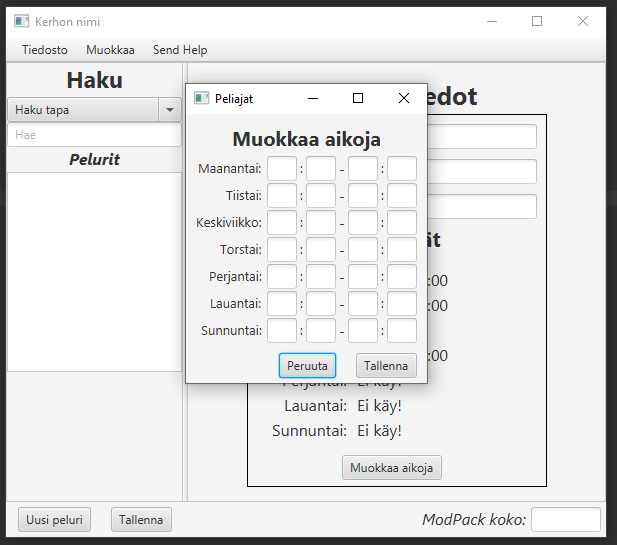 Kerhon nimi
Tiedosto Muokkaa Send Help
Haku
Haku tapa
Hae
Pelurit
Peliajat
Muokkaa aikoja
Maanantai: : - :
Tiistai: : - :
Keskiviikko: : - :
Torstai: : - :
Perjantai: : - :
Lauantai: : - :
Sunnuntai: : - :
Peruuta Tallenna
edot
ät
:00
:00
:00
Perjantai: Ei käy!
Lauantai: Ei käy!
Sunnuntai: Ei käy!
Muokkaa aikoja
Uusi peluri Tallenna ModPack koko: